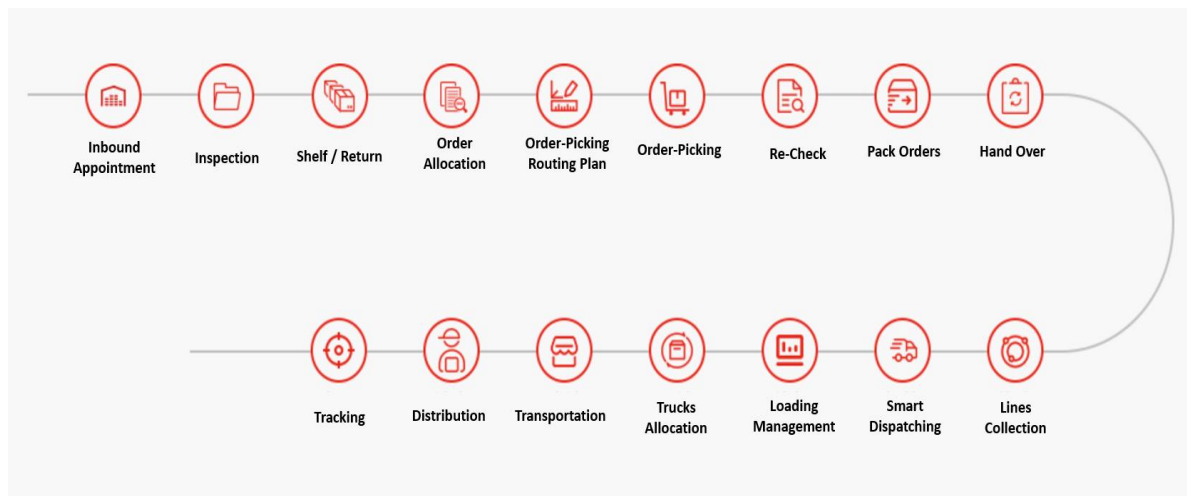 Inbound
Appointment
Inspection
Shelf / Return
Order
Allocation
Order-Picking
Routing Plan
Order-Picking
Re-Check
Pack Orders
Hand Over
Tracking
Distribution
Transportation
Trucks
Allocation
Loading
Management
Smart
Dispatching
Lines
Collection